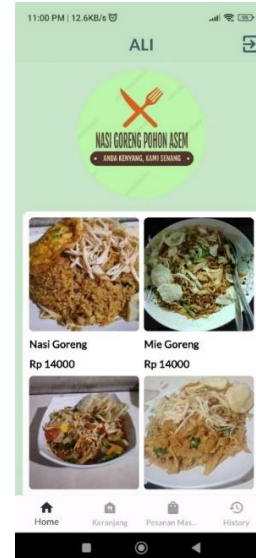 11:00 PM | 12.6KB/s
ALI
NASI GORENG POHON ASEM
• ANDA KENYANG, KAMI SENANG •
Nasi Goreng
Mie Goreng
Rp 14000
Rp 14000
Home
Keranjang
Pesanan Mas...
History